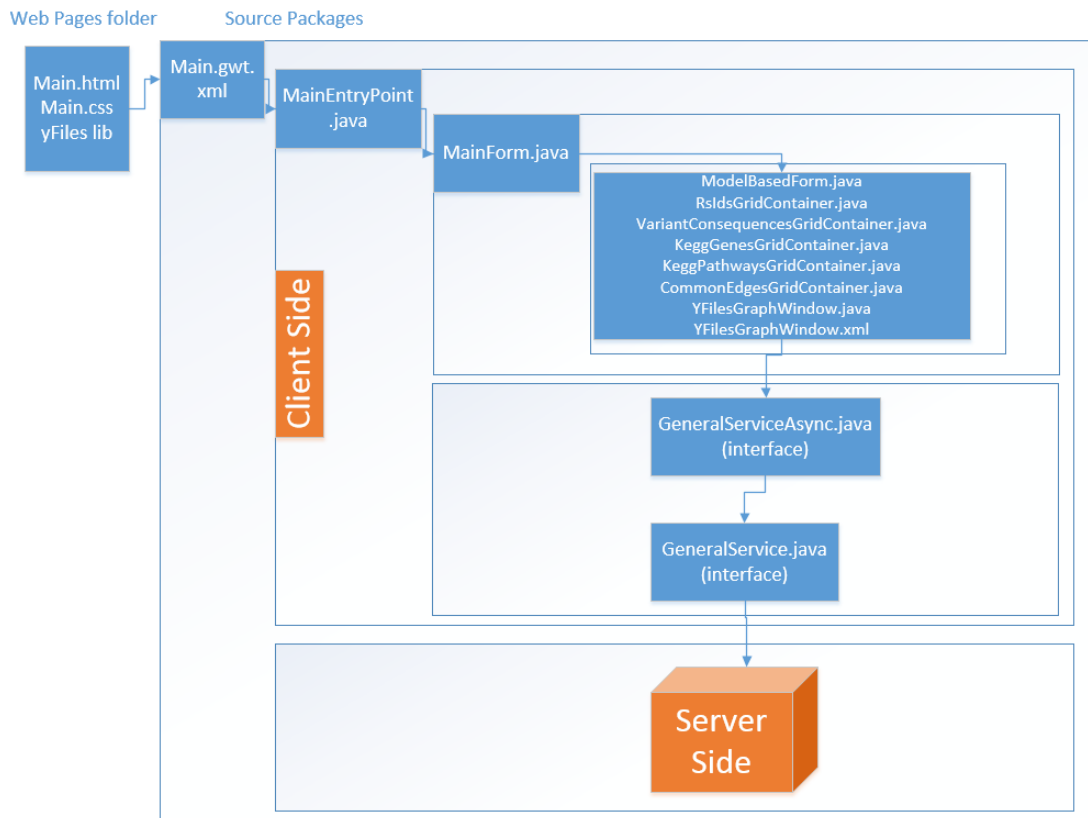 Web Pages folder
Source Packages
Main.html
Main.css
yFiles lib
Main.gwt.
xml
MainEntryPoint
.java
MainForm.java
ModelBasedForm.java
RsIdsGridContainer.java
VariantConsequencesGridContainer.java
KeggGenesGridContainer.java
KeggPathwaysGridContainer.java
CommonEdgesGridContainer.java
YFilesGraphWindow.java
YFilesGraphWindow.xml
Client Side
GeneralServiceAsync.java
(interface)
GeneralService.java
(interface)
Server
Side